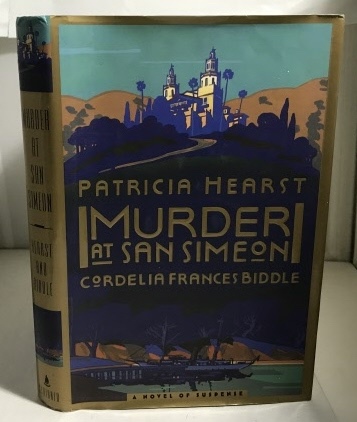 MURDER
AT
SAN
SIMEON
HEARST
AND
BIDDLE
SCRIBNER
PATRICIA HEARST
MURDER
AT SAN SIMEON
CORDELIA FRANCES BIDDLE
A NOVEL OF SUSPENSE